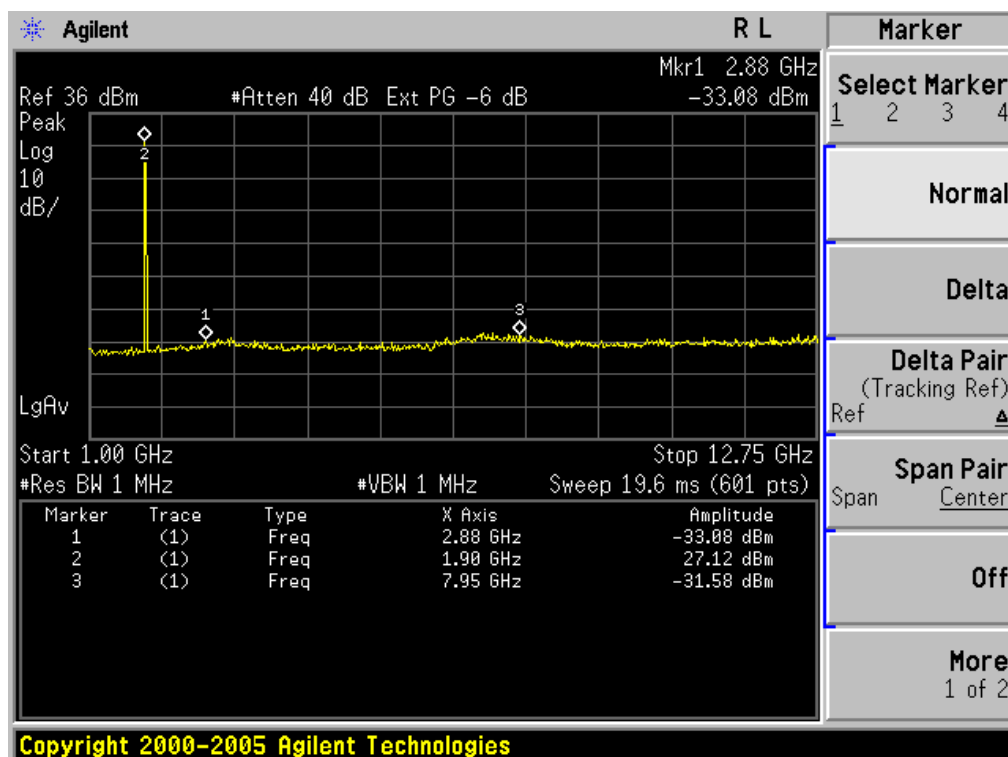 Agilent R L Marker
Mkr1 2.88 GHz
Ref 36 dBm #Atten 40 dB Ext PG -6 dB -33.08 dBm
Peak
Log
10
dB/
2
1
3
LgAv
Start 1.00 GHz Stop 12.75 GHz
#Res BW 1 MHz #VBW 1 MHz Sweep 19.6 ms (601 pts)
Marker Trace Type X Axis Amplitude
1 (1) Freq 2.88 GHz -33.08 dBm
2 (1) Freq 1.90 GHz 27.12 dBm
3 (1) Freq 7.95 GHz -31.58 dBm
Select Marker
1 2 3 4
Normal
Delta
Delta Pair
(Tracking Ref)
Ref Δ
Span Pair
Span Center
Off
More
1 of 2
Copyright 2000-2005 Agilent Technologies